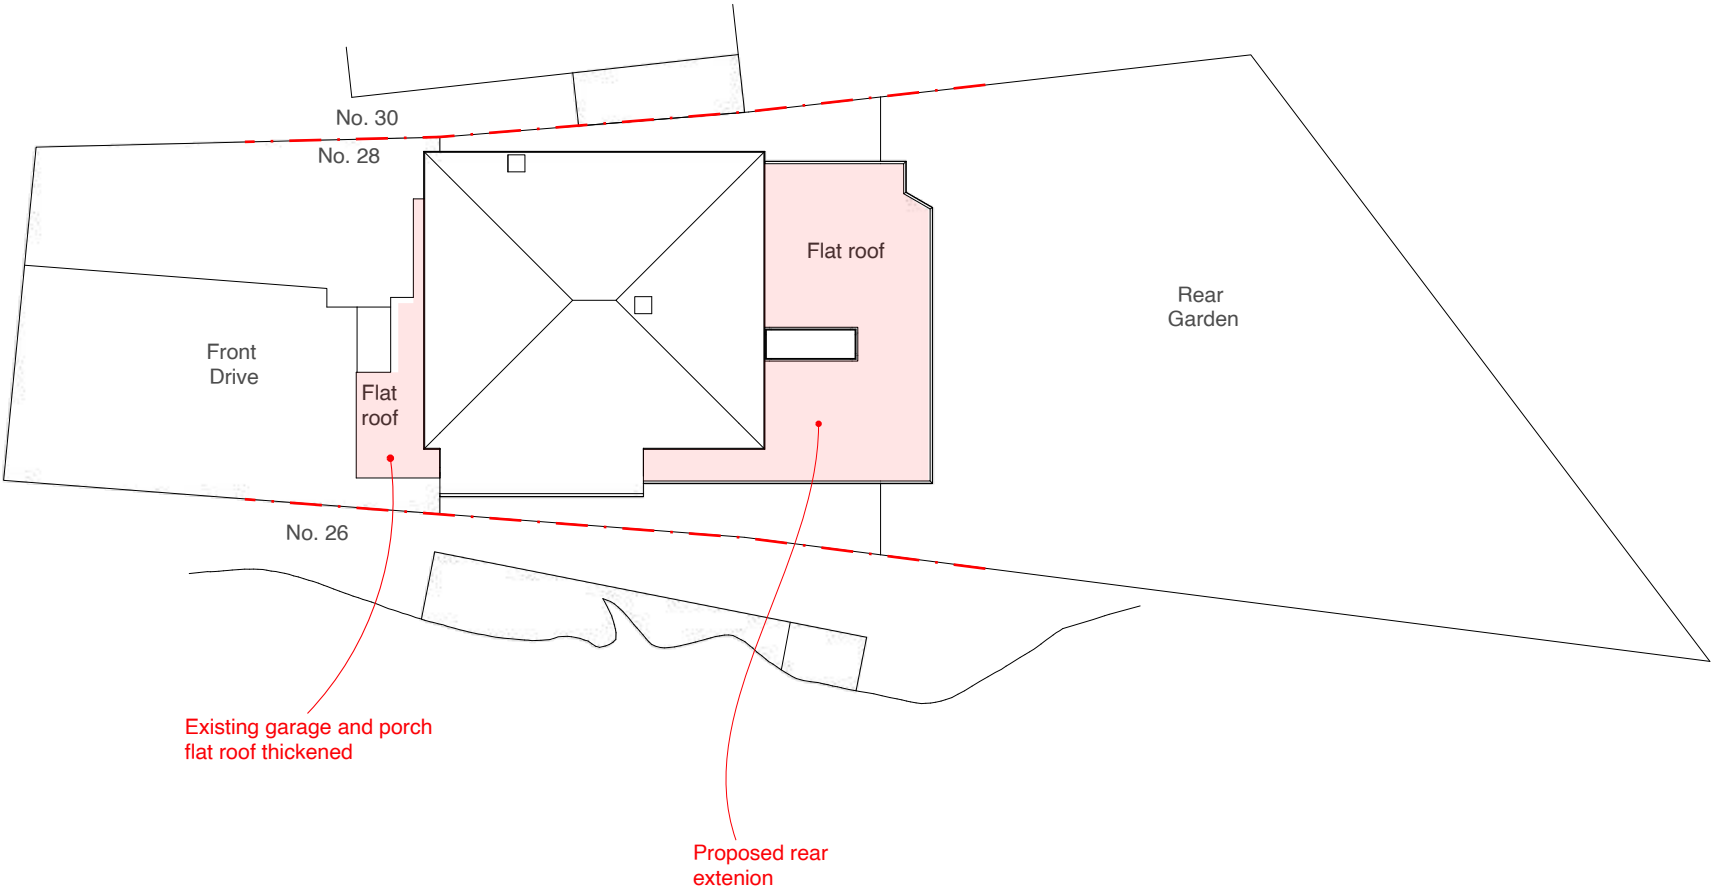 No. 30
No. 28
Flat roof
Rear
Garden
Front
Drive
Flat
roof
No. 26
Existing garage and porch
flat roof thickened
Proposed rear
extenion